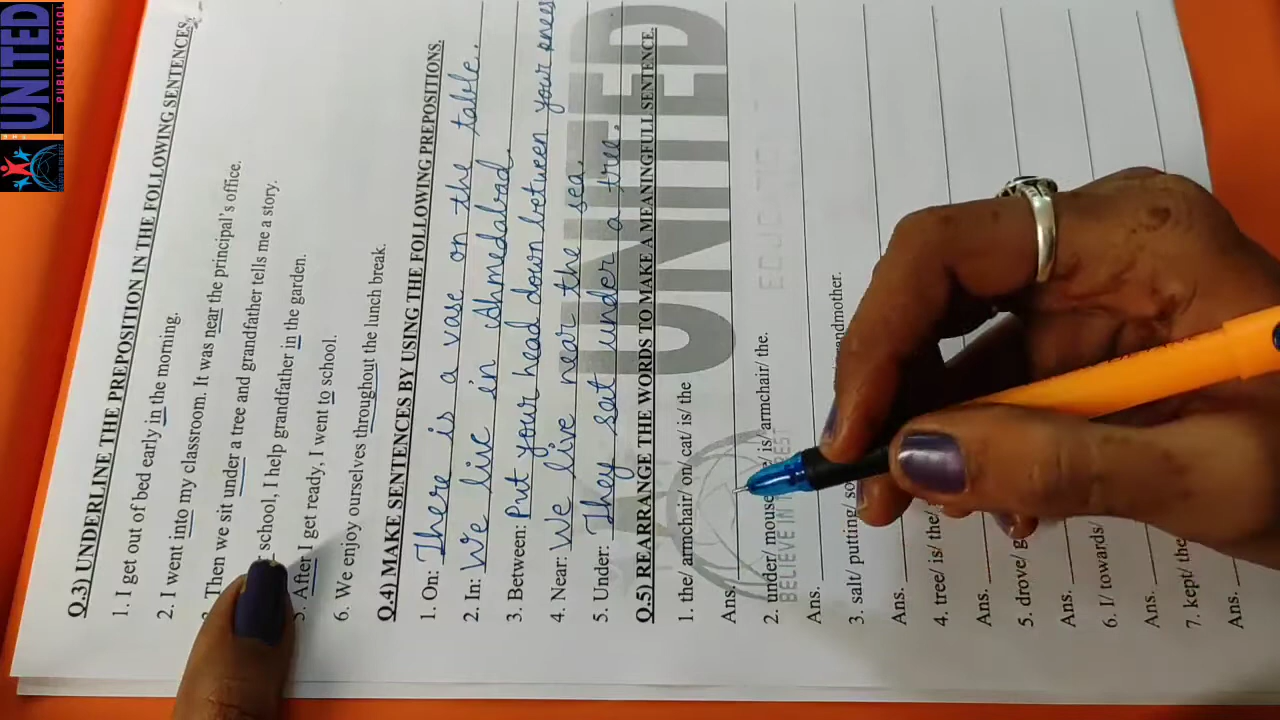 THE UNITED
PUBLIC SCHOOL
Q.3) UNDERLINE THE PREPOSITION IN THE FOLLOWING SENTENCES.
1. I get out of bed early in the morning.
2. I went into my classroom. It was near the principal's office.
Then we sit under a tree and grandfather tells me a story.
school, I help grandfather in the garden.
5. After I get ready, I went to school.
6. We enjoy ourselves throughout the lunch break.
Q.4) MAKE SENTENCES BY USING THE FOLLOWING PREPOSITIONS.
1. On: There is a vase on the table.
2. In: We live in Ahmedabad.
3. Between: Put your head down between your knees
4. Near: We live near the sea.
5. Under: They sat under a tree.
Q.5) REARRANGE THE WORDS TO MAKE A MEANINGFULL SENTENCE.
1. the/ armchair/ on/ cat/ is/ the
Ans.
2. under/ mouse is/ armchair/ the.
Ans.
3. salt/ putting/
Ans.
4. tree/ is/ the/
Ans.
5. drove/
Ans.
6. I/ towards/
Ans.
7. kept/ the
Ans.
UNITED
BELIEVE IN BEST